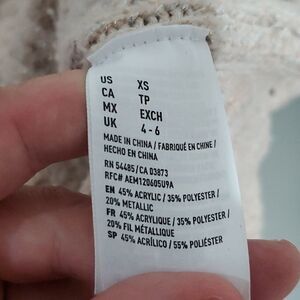 US XS
CA TP
MX EXCH
UK 4 - 6
MADE IN CHINA / FABRIQUÉ EN CHINE /
HECHO EN CHINA
RN 54485 / CA 03873
RFC# AEM120605U9A
EN 45% ACRYLIC / 35% POLYESTER /
20% METALLIC
FR 45% ACRYLIQUE / 35% POLYESTER /
20% FIL MÉTALLIQUE
SP 45% ACRÍLICO / 55% POLIÉSTER